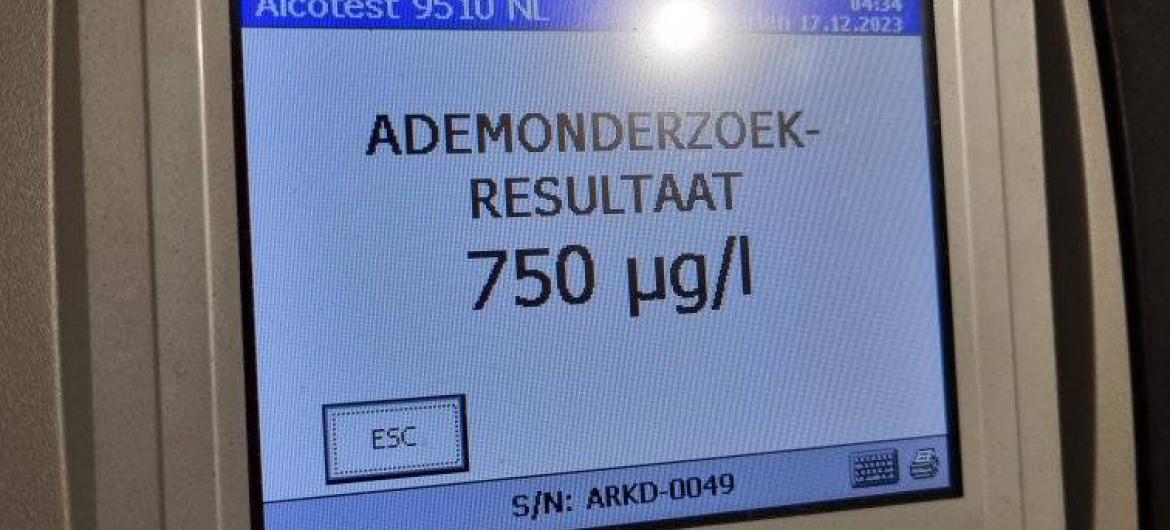 Alcotest 9510 NL
04:34
17.12.2023
ADEMONDERZOEK-
RESULTAAT
750 µg/l
ESC
S/N: ARKD-0049